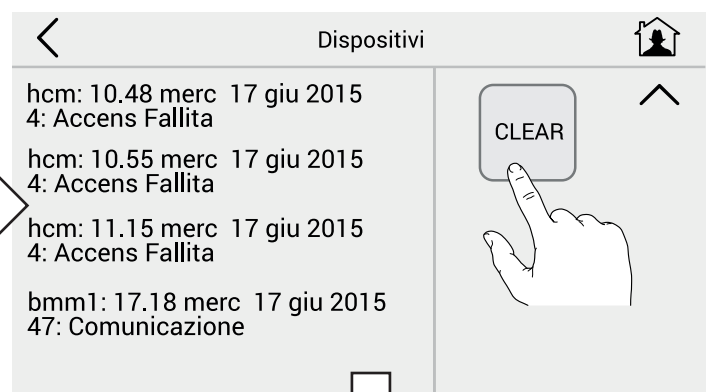 Dispositivi
hcm: 10.48 merc 17 giu 2015
4: Accens Fallita
hcm: 10.55 merc 17 giu 2015
4: Accens Fallita
hcm: 11.15 merc 17 giu 2015
4: Accens Fallita
bmm1: 17.18 merc 17 giu 2015
47: Comunicazione
CLEAR